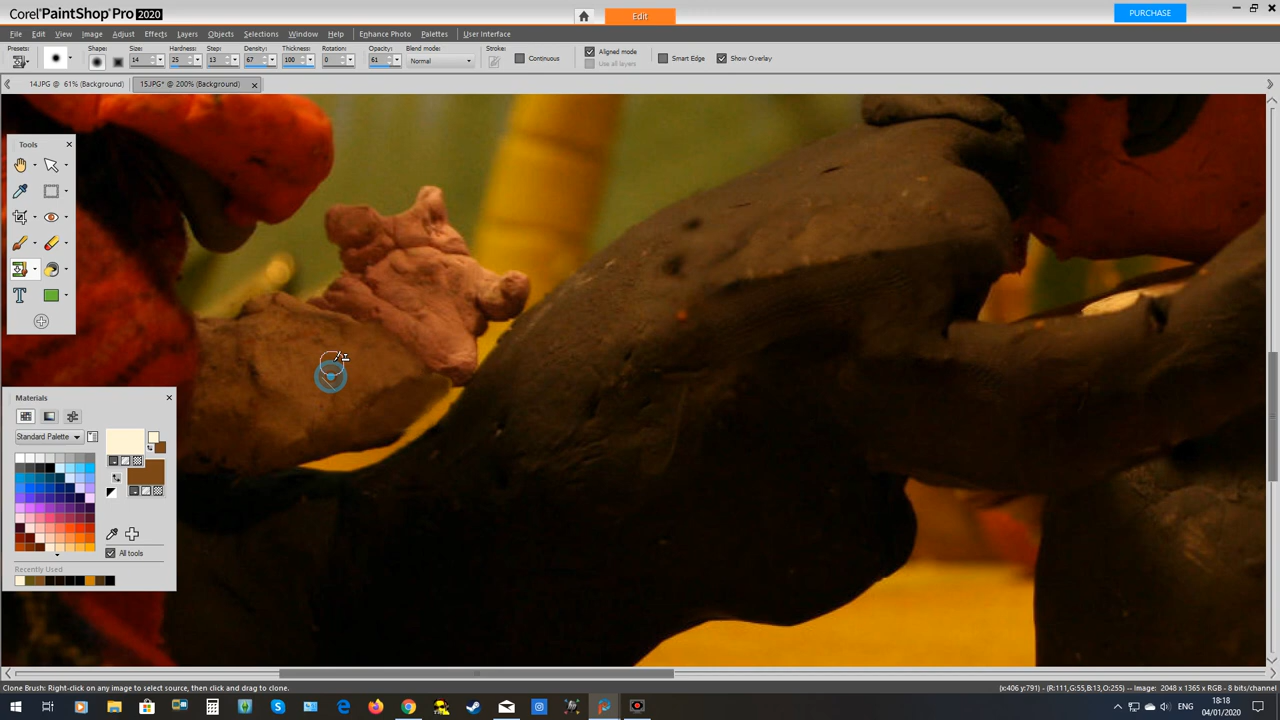 Corel PaintShop Pro 2020
Edit
PURCHASE
File Edit View Image Adjust Effects Layers Objects Selections Window Help Enhance Photo Palettes User Interface
Presets: Shape: Size: Hardness: Step: Density: Thickness: Rotation: Opacity: Blend mode: Stroke:
14 25 13 67 100 0 61 Normal
Continuous
Aligned mode
Use all layers
Smart Edge
Show Overlay
14.JPG @ 61% (Background)
15.JPG* @ 200% (Background)
Tools
Materials
Standard Palette
All tools
Recently Used
Clone Brush: Right-click on any image to select source, then click and drag to clone.
(x:406 y:791) -- (R:111,G:55,B:13,O:255) -- Image: 2048 x 1365 x RGB - 8 bits/channel
ENG
18:18
04/01/2020